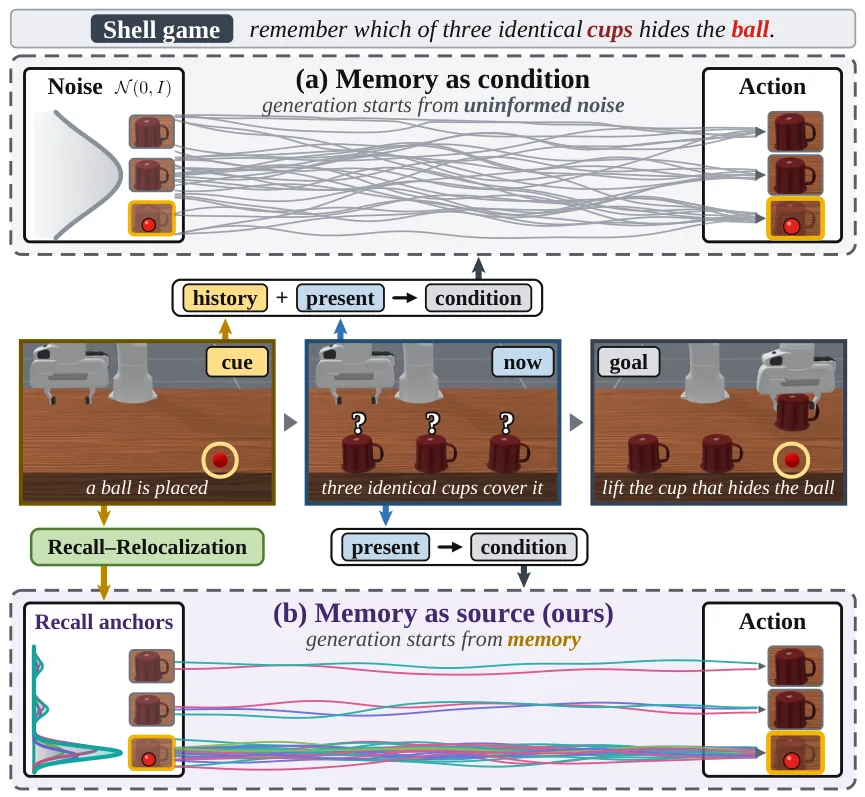 Shell game remember which of three identical cups hides the ball.
(a) Memory as condition
generation starts from uninformed noise
Noise N(0, I)
Action
history + present → condition
cue
now
goal
? ? ?
a ball is placed
three identical cups cover it
lift the cup that hides the ball
Recall–Relocalization
present → condition
(b) Memory as source (ours)
generation starts from memory
Recall anchors
Action